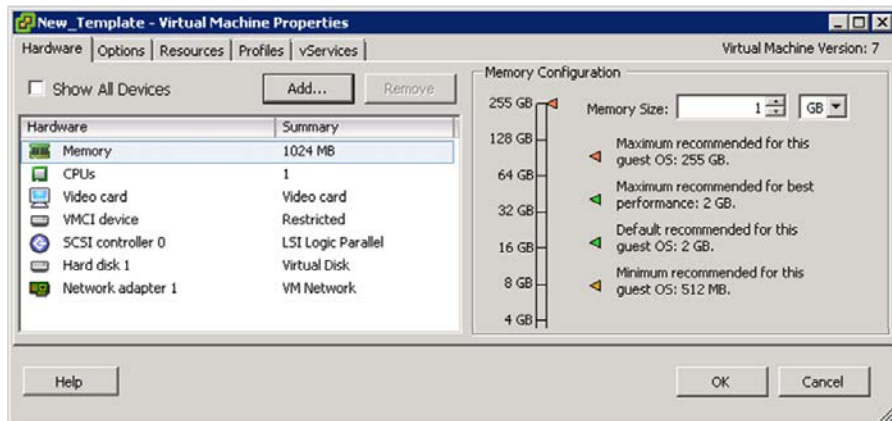 New_Template - Virtual Machine Properties
Hardware Options Resources Profiles vServices
Virtual Machine Version: 7
Show All Devices
Add...
Remove
Hardware Summary
Memory 1024 MB
CPUs 1
Video card Video card
VMCI device Restricted
SCSI controller 0 LSI Logic Parallel
Hard disk 1 Virtual Disk
Network adapter 1 VM Network
Memory Configuration
255 GB
128 GB
64 GB
32 GB
16 GB
8 GB
4 GB
Memory Size: 1 GB
Maximum recommended for this
guest OS: 255 GB.
Maximum recommended for best
performance: 2 GB.
Default recommended for this
guest OS: 2 GB.
Minimum recommended for this
guest OS: 512 MB.
Help
OK
Cancel